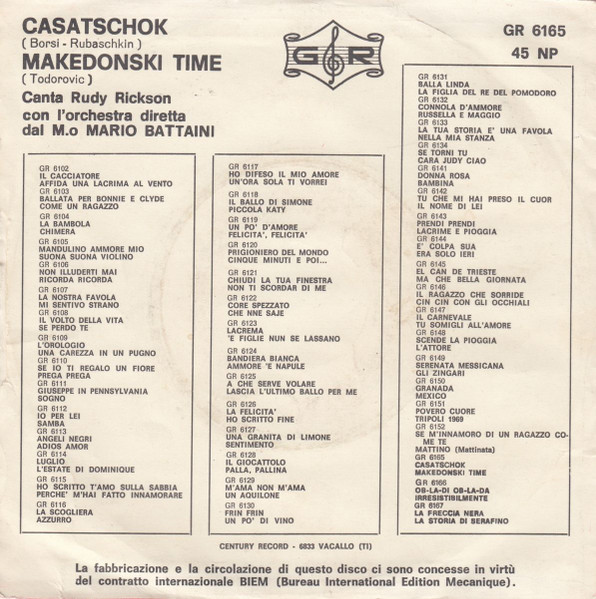 CASATSCHOK
( Borsi - Rubaschkin )
MAKEDONSKI TIME
( Todorovic )
Canta Rudy Rickson
con l'orchestra diretta
dal M.o MARIO BATTAINI
G R
GR 6165
45 NP
GR 6102
IL CACCIATORE
AFFIDA UNA LACRIMA AL VENTO
GR 6103
BALLATA PER BONNIE E CLYDE
COME UN RAGAZZO
GR 6104
LA BAMBOLA
CHIMERA
GR 6105
MANDULINO AMMORE MIO
SUONA SUONA VIOLINO
GR 6106
NON ILLUDERTI MAI
RICORDA RICORDA
GR 6107
LA NOSTRA FAVOLA
MI SENTIVO STRANO
GR 6108
IL VOLTO DELLA VITA
SE PERDO TE
GR 6109
L'OROLOGIO
UNA CAREZZA IN UN PUGNO
GR 6110
SE IO TI REGALO UN FIORE
PREGA PREGA
GR 6111
GIUSEPPE IN PENNSYLVANIA
SOGNO
GR 6112
IO PER LEI
SAMBA
GR 6113
ANGELI NEGRI
ADIOS AMOR
GR 6114
LUGLIO
L'ESTATE DI DOMINIQUE
GR 6115
HO SCRITTO T'AMO SULLA SABBIA
PERCHE' M'HAI FATTO INNAMORARE
GR 6116
LA SCOGLIERA
AZZURRO
GR 6117
HO DIFESO IL MIO AMORE
UN'ORA SOLA TI VORREI
GR 6118
IL BALLO DI SIMONE
PICCOLA KATY
GR 6119
UN PO' D'AMORE
FELICITA', FELICITA'
GR 6120
PRIGIONIERO DEL MONDO
CINQUE MINUTI E POI...
GR 6121
CHIUDI LA TUA FINESTRA
NON TI SCORDAR DI ME
GR 6122
CORE SPEZZATO
CHE NNE SAJE
GR 6123
LACREMA
'E FIGLIE NUN SE LASSANO
GR 6124
BANDIERA BIANCA
AMMORE 'E NAPULE
GR 6125
A CHE SERVE VOLARE
LASCIA L'ULTIMO BALLO PER ME
GR 6126
LA FELICITA'
HO SCRITTO FINE
GR 6127
UNA GRANITA DI LIMONE
SENTIMENTO
GR 6128
IL GIOCATTOLO
PALLA, PALLINA
GR 6129
M'AMA NON M'AMA
UN AQUILONE
GR 6130
FRIN FRIN
UN PO' DI VINO
GR 6131
BALLA LINDA
LA FIGLIA DEL RE DEL POMODORO
GR 6132
CONNOLA D'AMMORE
RUSSELLA E MAGGIO
GR 6133
LA TUA STORIA E' UNA FAVOLA
NELLA MIA STANZA
GR 6134
SE TORNI TU
CARA JUDY CIAO
GR 6141
DONNA ROSA
BAMBINA
GR 6142
TU CHE MI HAI PRESO IL CUOR
IL NOME DI LEI
GR 6143
PRENDI PRENDI
LACRIME E PIOGGIA
GR 6144
E' COLPA SUA
ERA SOLO IERI
GR 6145
EL CAN DE TRIESTE
MA CHE BELLA GIORNATA
GR 6146
IL RAGAZZO CHE SORRIDE
CIN CIN CON GLI OCCHIALI
GR 6147
IL CARNEVALE
TU SOMIGLI ALL'AMORE
GR 6148
SCENDE LA PIOGGIA
L'ATTORE
GR 6149
SERENATA MESSICANA
GLI ZINGARI
GR 6150
GRANADA
MEXICO
GR 6151
POVERO CUORE
TRIPOLI 1969
GR 6152
SE M'INNAMORO DI UN RAGAZZO CO-
ME TE
MATTINO (Mattinata)
GR 6165
CASATSCHOK
MAKEDONSKI TIME
GR 6166
OB-LA-DI OB-LA-DA
IRRESISTIBILMENTE
GR 6167
LA FRECCIA NERA
LA STORIA DI SERAFINO
CENTURY RECORD - 6833 VACALLO (TI)
La fabbricazione e la circolazione di questo disco ci sono concesse in virtù
del contratto internazionale BIEM (Bureau International Edition Mecanique).